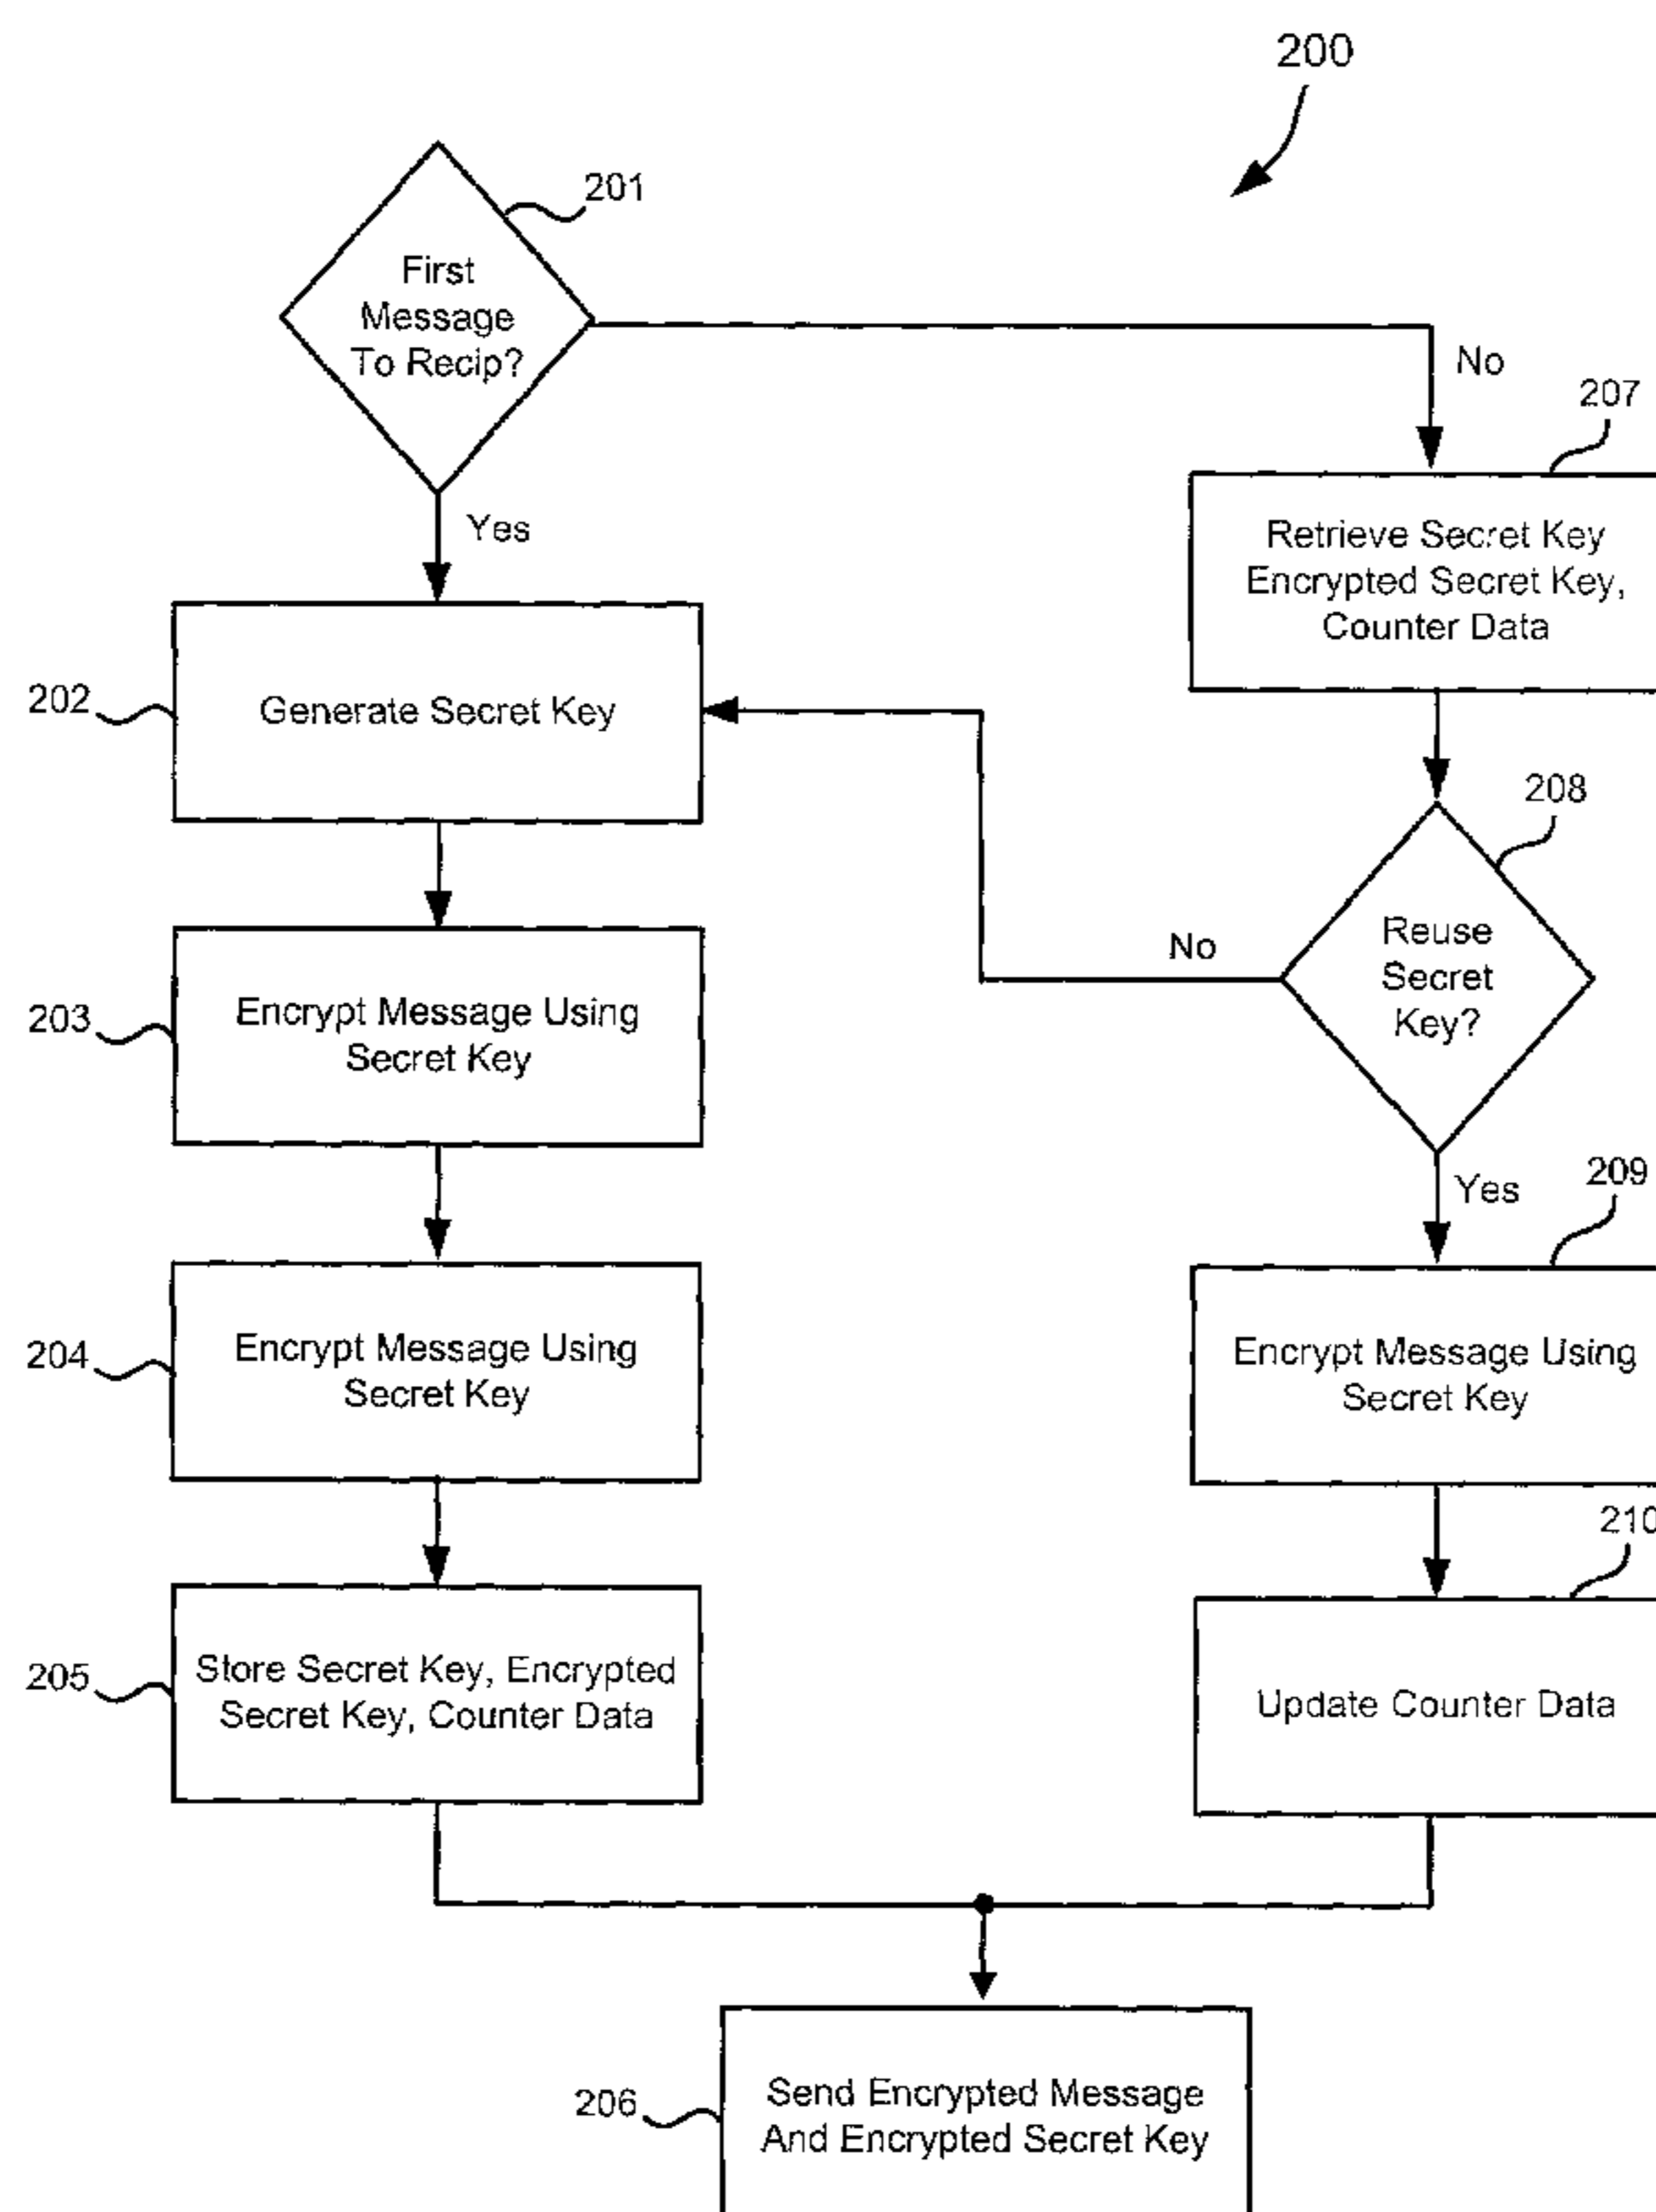 200
201
First
Message
To Recip?
No
207
Yes
Retrieve Secret Key
Encrypted Secret Key,
Counter Data
202
Generate Secret Key
208
Reuse
Secret
Key?
No
203
Encrypt Message Using
Secret Key
Yes
209
204
Encrypt Message Using
Secret Key
Encrypt Message Using
Secret Key
210
205
Store Secret Key, Encrypted
Secret Key, Counter Data
Update Counter Data
206
Send Encrypted Message
And Encrypted Secret Key